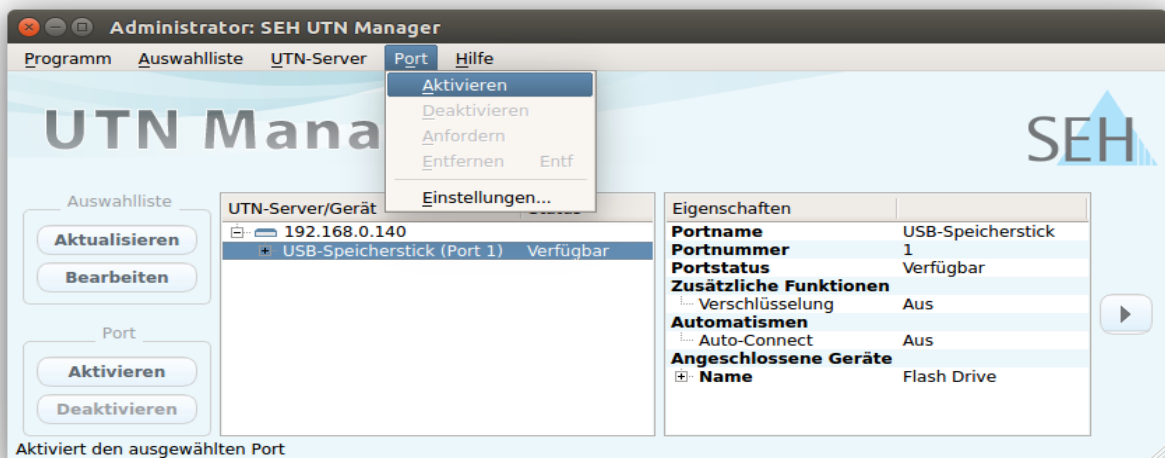 Administrator: SEH UTN Manager
Programm Auswahlliste UTN-Server Port Hilfe
Aktivieren
Deaktivieren
Anfordern
Entfernen Entf
Einstellungen...
UTN Mana
SEH
Auswahlliste
Aktualisieren
Bearbeiten
Port
Aktivieren
Deaktivieren
UTN-Server/Gerät
192.168.0.140
USB-Speicherstick (Port 1) Verfügbar
Eigenschaften
Portname USB-Speicherstick
Portnummer 1
Portstatus Verfügbar
Zusätzliche Funktionen
Verschlüsselung Aus
Automatismen
Auto-Connect Aus
Angeschlossene Geräte
Name Flash Drive
Aktiviert den ausgewählten Port